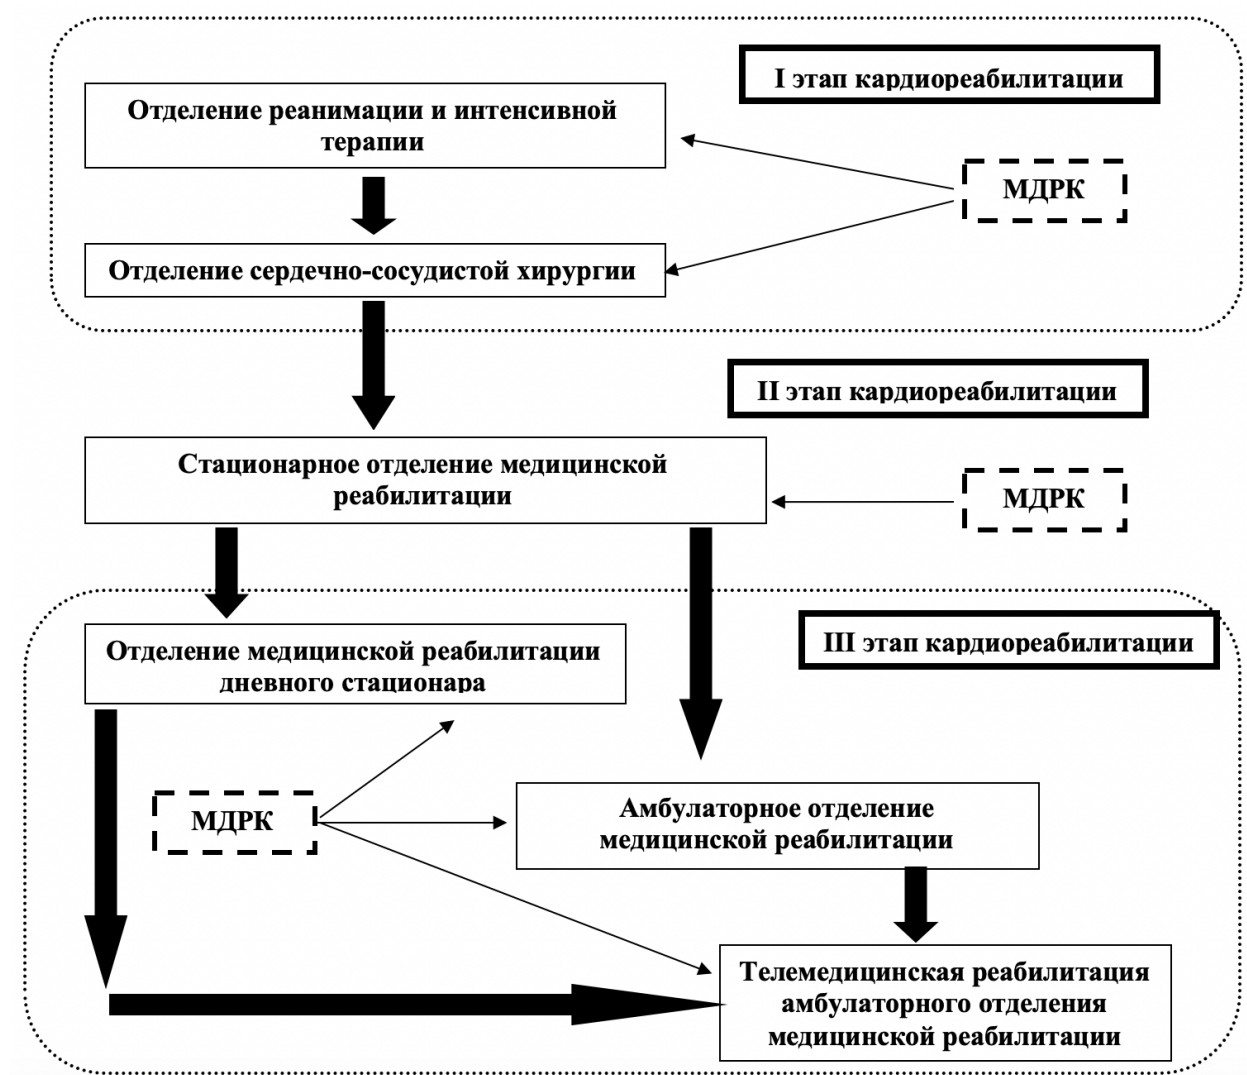 I этап кардиореабилитации
Отделение реанимации и интенсивной
терапии
МДРК
Отделение сердечно-сосудистой хирургии
II этап кардиореабилитации
Стационарное отделение медицинской
реабилитации
МДРК
III этап кардиореабилитации
Отделение медицинской реабилитации
дневного стационара
МДРК
Амбулаторное отделение
медицинской реабилитации
Телемедицинская реабилитация
амбулаторного отделения
медицинской реабилитации